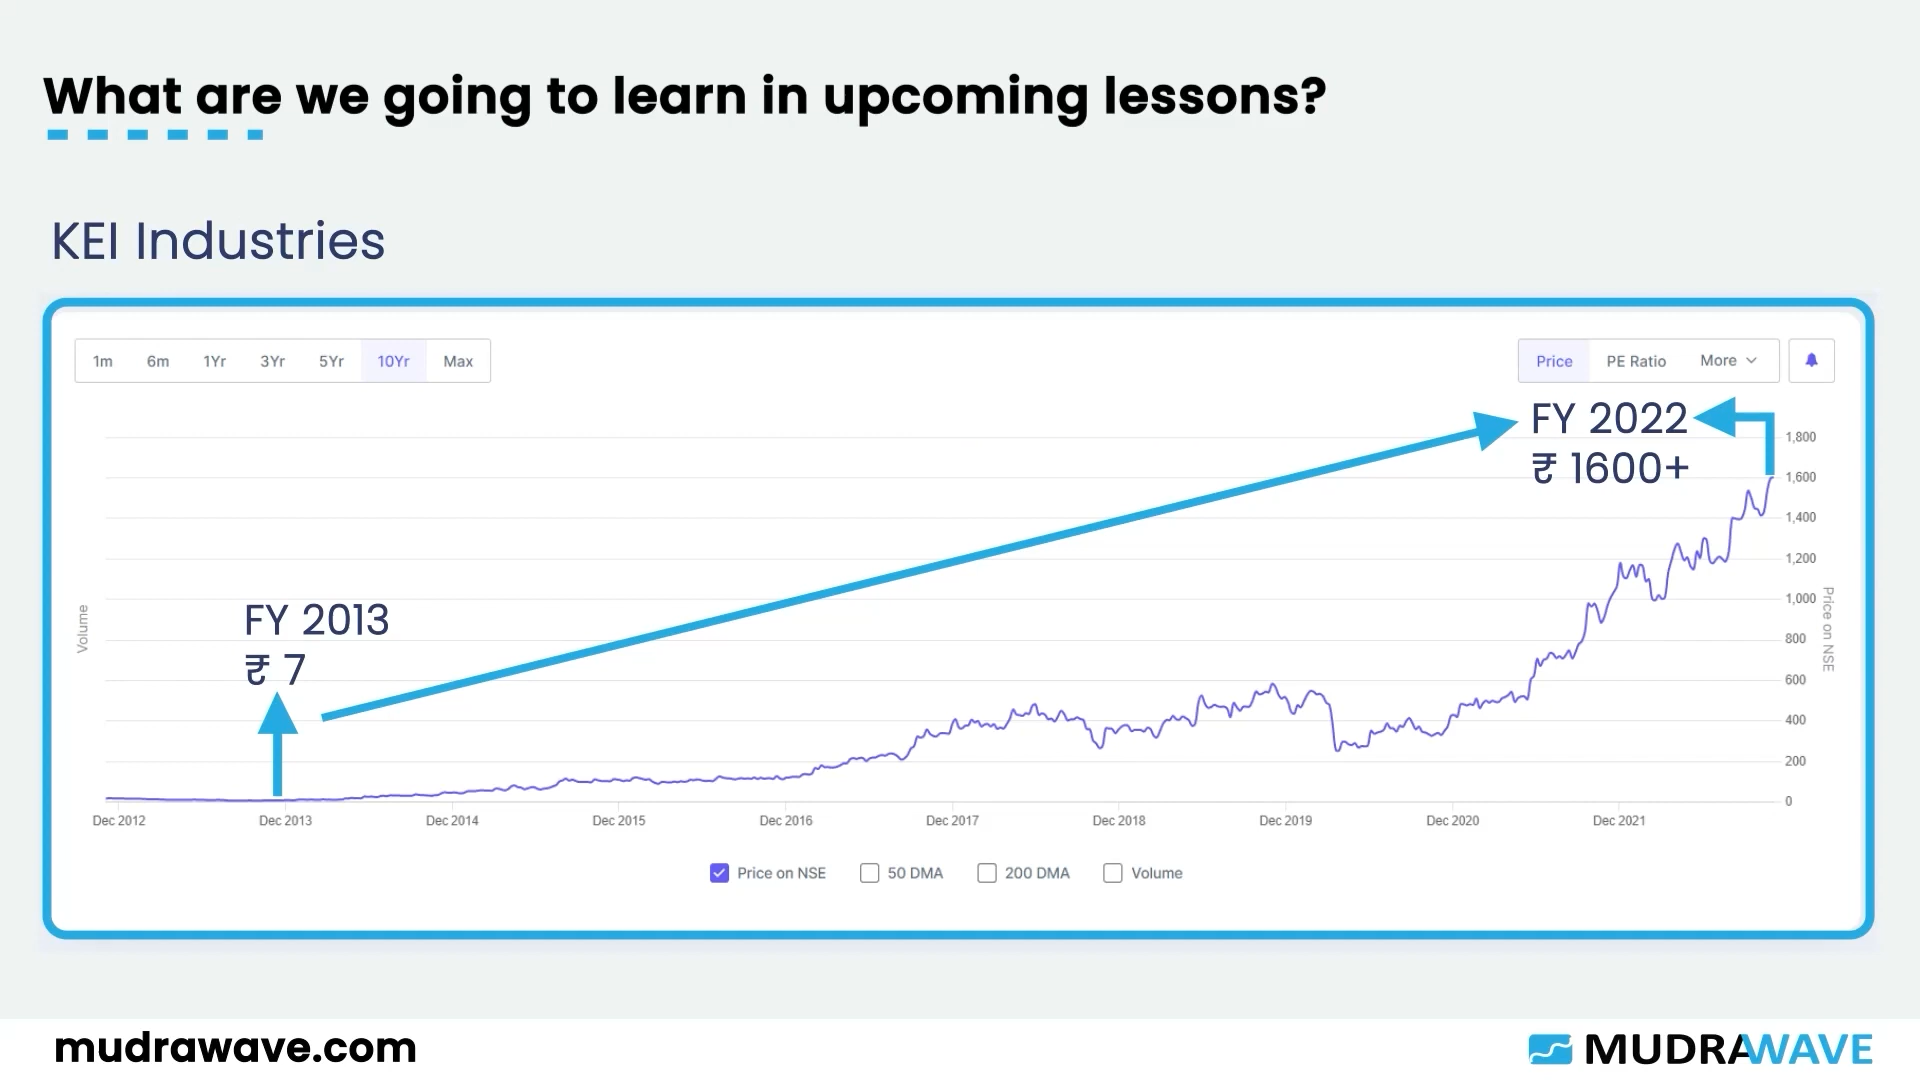 What are we going to learn in upcoming lessons?
KEI Industries
1m 6m 1Yr 3Yr 5Yr 10Yr Max
Price PE Ratio More
FY 2022
₹ 1600+
FY 2013
₹ 7
1,800
1,600
1,400
1,200
1,000
800
600
400
200
0
Volume
Price on NSE
Dec 2012 Dec 2013 Dec 2014 Dec 2015 Dec 2016 Dec 2017 Dec 2018 Dec 2019 Dec 2020 Dec 2021
Price on NSE 50 DMA 200 DMA Volume
mudrawave.com
MUDRAWAVE